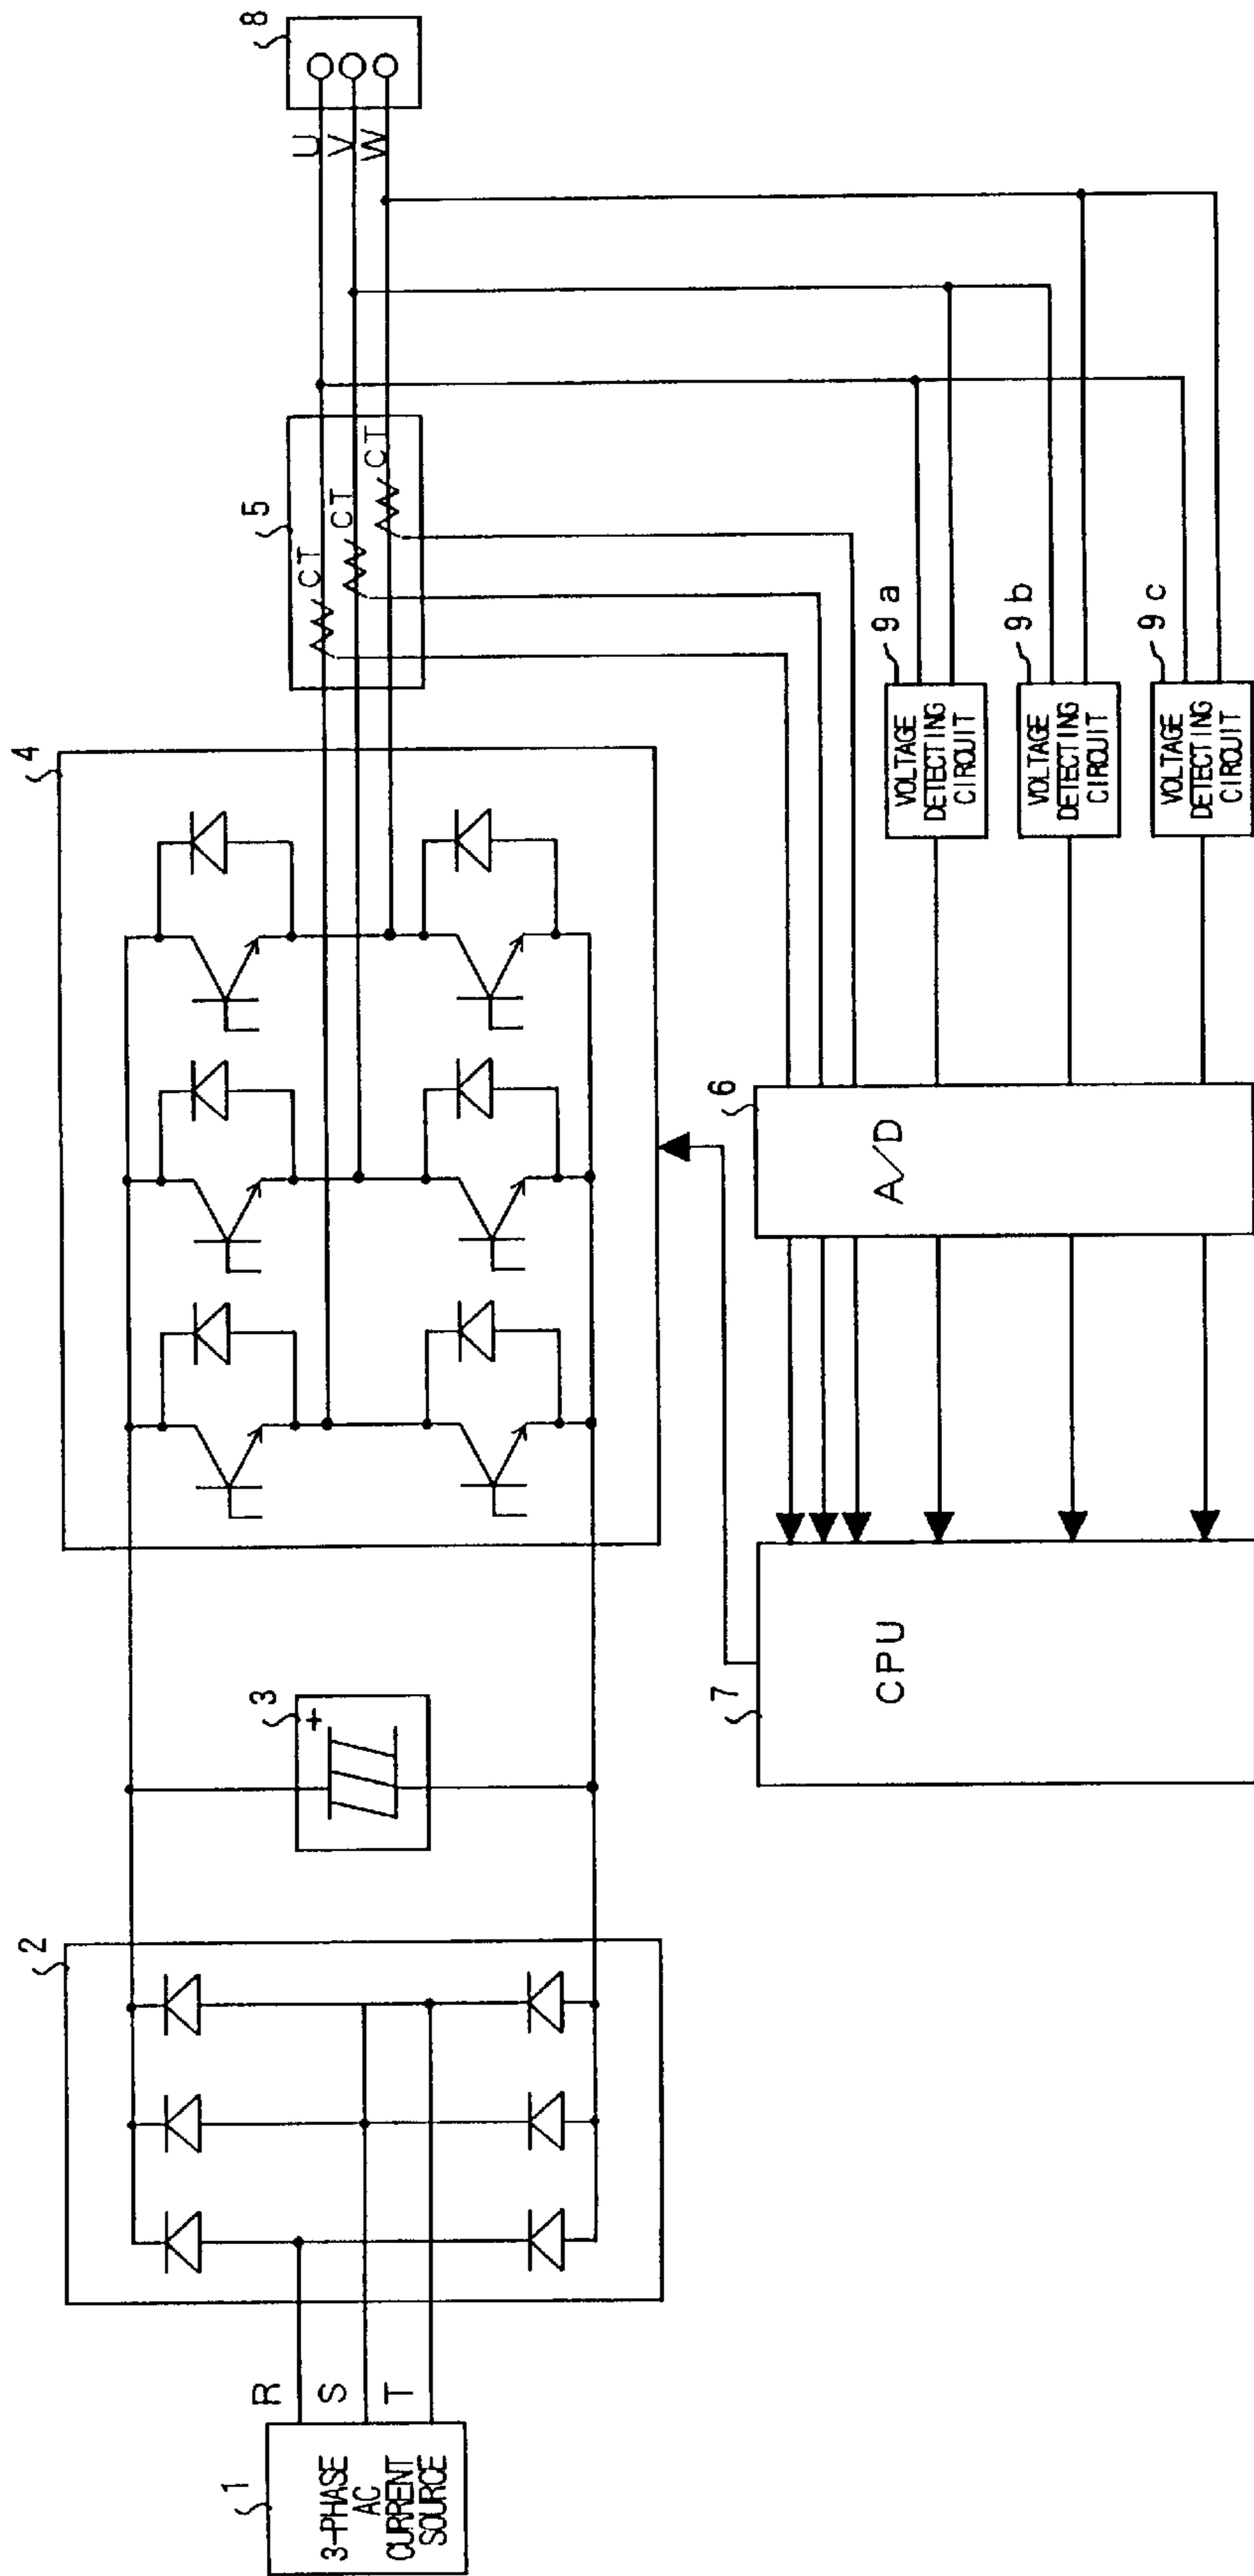 1
3-PHASE
AC
CURRENT
SOURCE
R
S
T
2
3
+
4
5
CT
CT
CT
U
V
W
8
7
CPU
6
A/D
9a
VOLTAGE
DETECTING
CIRCUIT
9b
VOLTAGE
DETECTING
CIRCUIT
9c
VOLTAGE
DETECTING
CIRCUIT